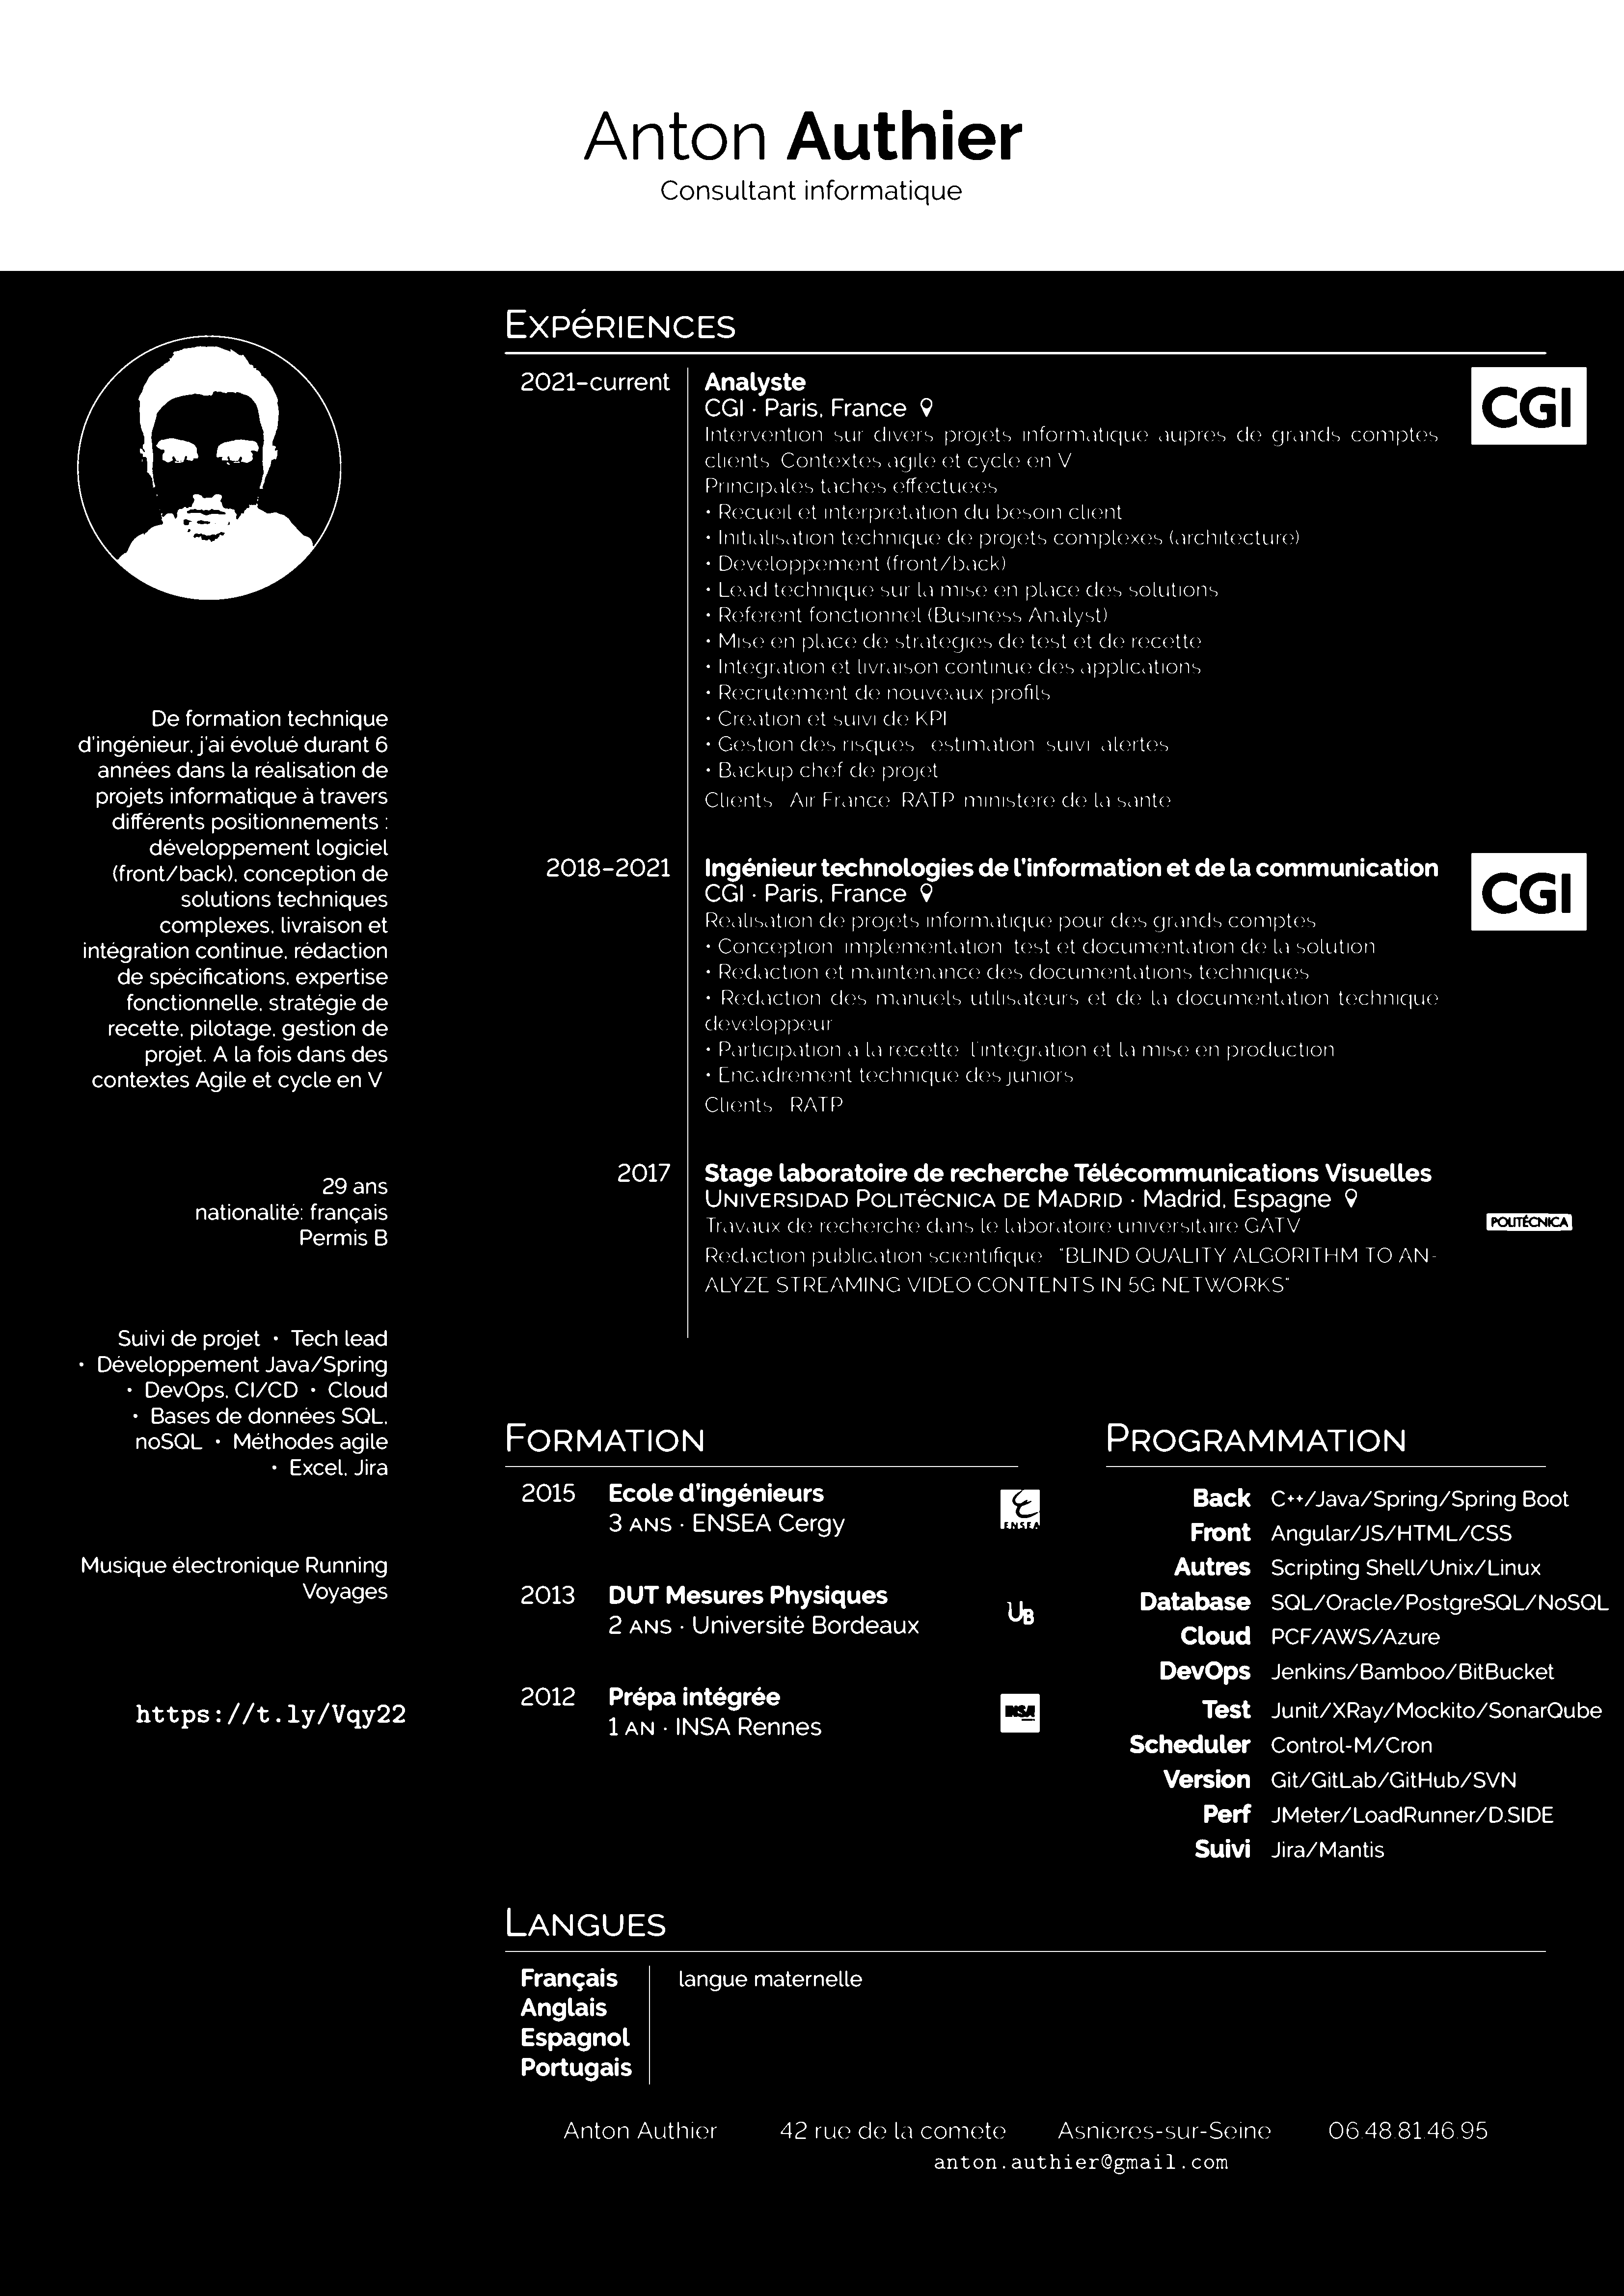 Anton Authier
Consultant informatique
De formation technique
d'ingénieur, j'ai évolué durant 6
années dans la réalisation de
projets informatique à travers
différents positionnements :
développement logiciel
(front/back), conception de
solutions techniques
complexes, livraison et
intégration continue, rédaction
de spécifications, expertise
fonctionnelle, stratégie de
recette, pilotage, gestion de
projet. A la fois dans des
contextes Agile et cycle en V
29 ans
nationalité: français
Permis B
Suivi de projet • Tech lead
• Développement Java/Spring
• DevOps, CI/CD • Cloud
• Bases de données SQL,
noSQL • Méthodes agile
• Excel, Jira
Musique électronique Running
Voyages
https://t.ly/Vqy22
EXPéRIENCES
2021–current Analyste CGI
CGI · Paris, France
Intervention sur divers projets informatique aupres de grands comptes
clients Contextes agile et cycle en V
Principales taches effectuees
• Recueil et interpretation du besoin client
• Initialisation technique de projets complexes (architecture)
• Developpement (front/back)
• Lead technique sur la mise en place des solutions
• Referent fonctionnel (Business Analyst)
• Mise en place de strategies de test et de recette
• Integration et livraison continue des applications
• Recrutement de nouveaux profils
• Creation et suivi de KPI
• Gestion des risques estimation suivi alertes
• Backup chef de projet
Clients Air France RATP ministere de la sante
2018–2021 Ingénieur technologies de l'information et de la communication CGI
CGI · Paris, France
Realisation de projets informatique pour des grands comptes
• Conception implementation test et documentation de la solution
• Redaction et maintenance des documentations techniques
• Redaction des manuels utilisateurs et de la documentation technique
developpeur
• Participation a la recette l'integration et la mise en production
• Encadrement technique des juniors
Clients RATP
2017 Stage laboratoire de recherche Télécommunications Visuelles
UNIVERSIDAD POLITéCNICA DE MADRID · Madrid, Espagne
POLITÉCNICA
Travaux de recherche dans le laboratoire universitaire GATV
Redaction publication scientifique "BLIND QUALITY ALGORITHM TO AN-
ALYZE STREAMING VIDEO CONTENTS IN 5G NETWORKS"
FORMATION
2015 Ecole d'ingénieurs
3 ANS · ENSEA Cergy
ENSEA
2013 DUT Mesures Physiques
2 ANS · Université Bordeaux
UB
2012 Prépa intégrée
1 AN · INSA Rennes
INSA
PROGRAMMATION
Back C++/Java/Spring/Spring Boot
Front Angular/JS/HTML/CSS
Autres Scripting Shell/Unix/Linux
Database SQL/Oracle/PostgreSQL/NoSQL
Cloud PCF/AWS/Azure
DevOps Jenkins/Bamboo/BitBucket
Test Junit/XRay/Mockito/SonarQube
Scheduler Control-M/Cron
Version Git/GitLab/GitHub/SVN
Perf JMeter/LoadRunner/D.SIDE
Suivi Jira/Mantis
LANGUES
Français langue maternelle
Anglais
Espagnol
Portugais
Anton Authier 42 rue de la comete Asnieres-sur-Seine 06.48.81.46.95
anton.authier@gmail.com